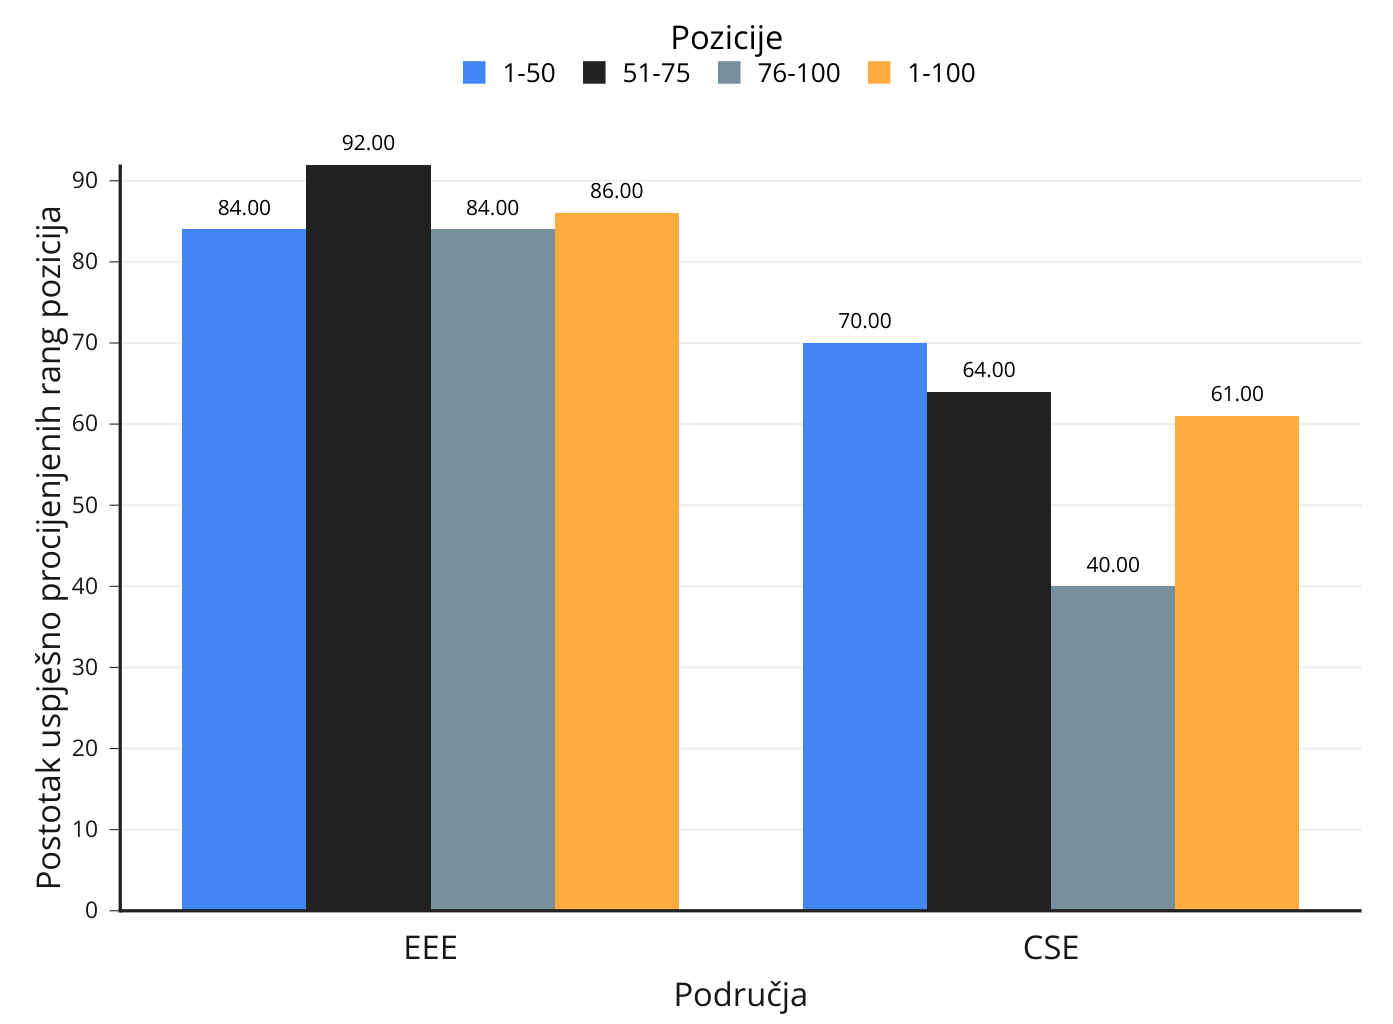 Pozicije
1-50 51-75 76-100 1-100
92.00
84.00 84.00 86.00
70.00 64.00 40.00 61.00
90
80
70
60
50
40
30
20
10
0
Postotak uspješno procijenjenih rang pozicija
EEE CSE
Područja